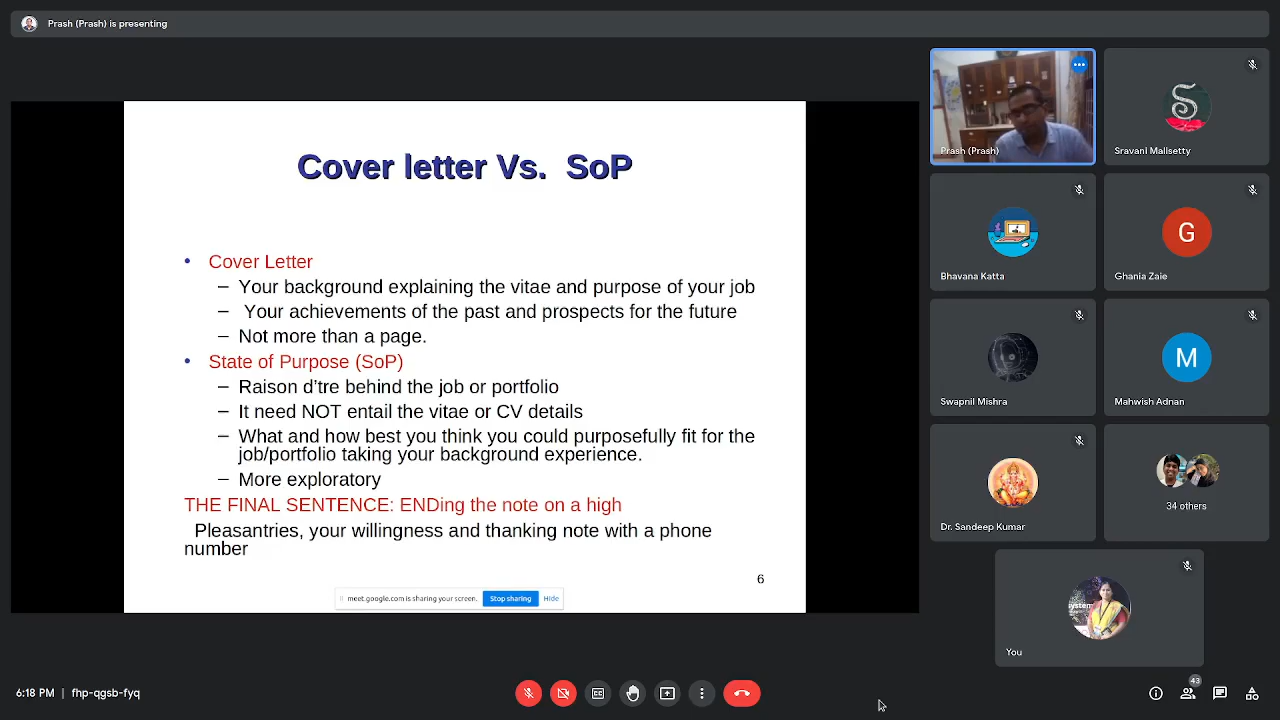 Prash (Prash) is presenting
Cover letter Vs. SoP
• Cover Letter
– Your background explaining the vitae and purpose of your job
– Your achievements of the past and prospects for the future
– Not more than a page.
• State of Purpose (SoP)
– Raison d’tre behind the job or portfolio
– It need NOT entail the vitae or CV details
– What and how best you think you could purposefully fit for the
job/portfolio taking your background experience.
– More exploratory
THE FINAL SENTENCE: ENDing the note on a high
Pleasantries, your willingness and thanking note with a phone
number
6
meet.google.com is sharing your screen.
Stop sharing
Hide
Prash (Prash)
S
Sravani Malisetty
Bhavana Katta
G
Ghania Zaie
Swapnil Mishra
M
Mahwish Adnan
Dr. Sandeep Kumar
34 others
system
You
6:18 PM | fhp-qgsb-fyq
CC
43